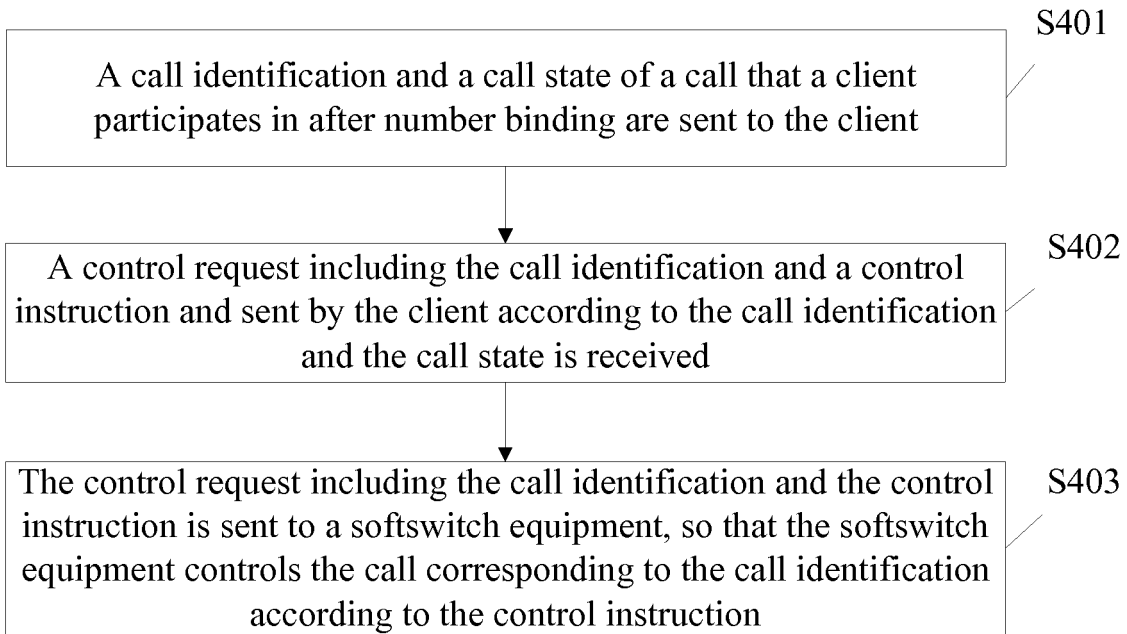 S401
A call identification and a call state of a call that a client
participates in after number binding are sent to the client
S402
A control request including the call identification and a control
instruction and sent by the client according to the call identification
and the call state is received
S403
The control request including the call identification and the control
instruction is sent to a softswitch equipment, so that the softswitch
equipment controls the call corresponding to the call identification
according to the control instruction